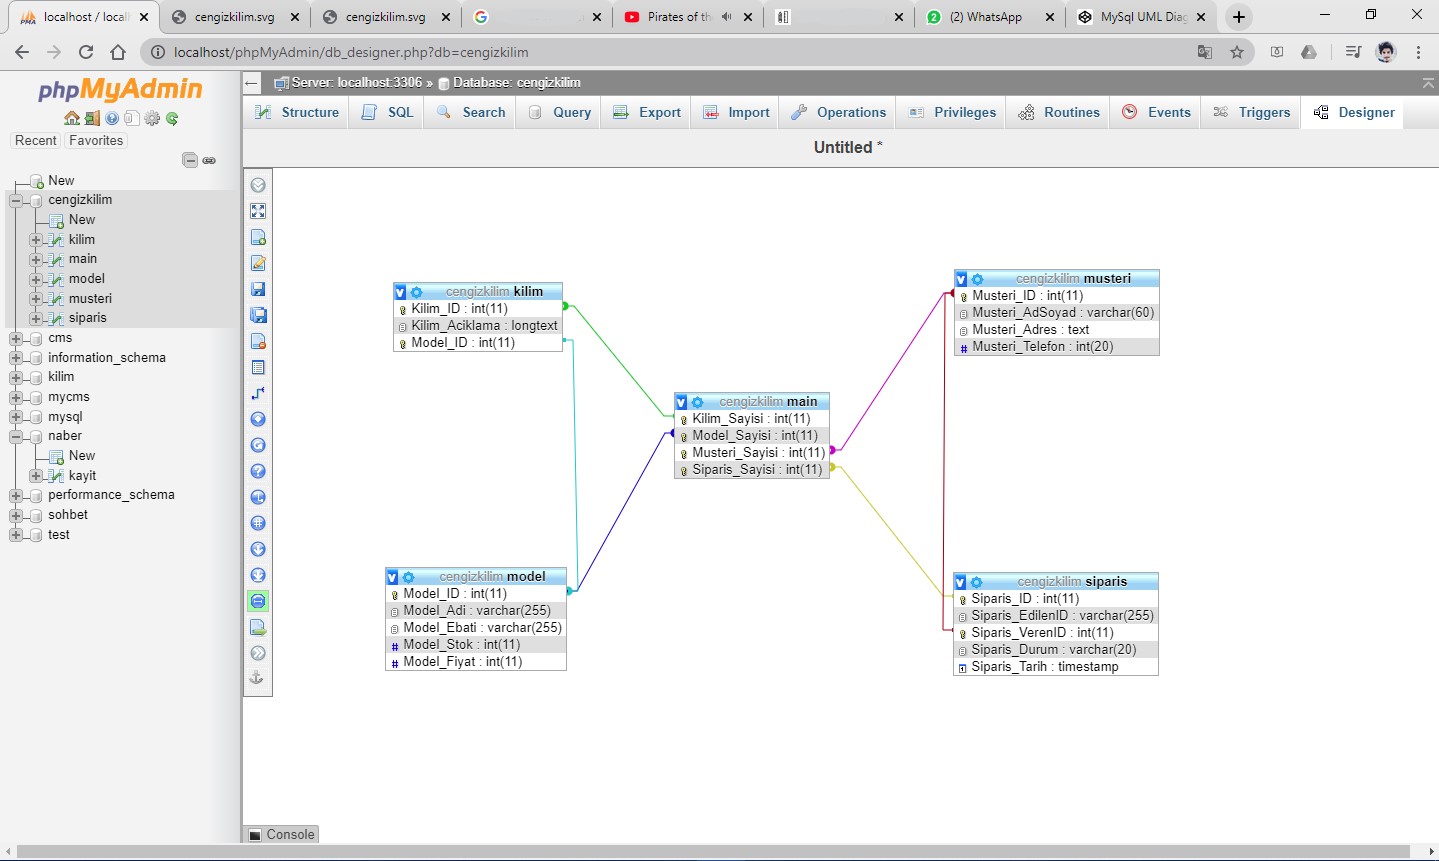 localhost / local
cengizkilim.svg
cengizkilim.svg
Pirates of th
(2) WhatsApp
MySql UML Diag
localhost/phpMyAdmin/db_designer.php?db=cengizkilim
phpMyAdmin
Recent
Favorites
New
cengizkilim
New
kilim
main
model
musteri
siparis
cms
information_schema
kilim
mycms
mysql
naber
New
kayit
performance_schema
sohbet
test
Server: localhost:3306 » Database: cengizkilim
Structure
SQL
Search
Query
Export
Import
Operations
Privileges
Routines
Events
Triggers
Designer
Untitled *
cengizkilim kilim
Kilim_ID : int(11)
Kilim_Aciklama : longtext
Model_ID : int(11)
cengizkilim musteri
Musteri_ID : int(11)
Musteri_AdSoyad : varchar(60)
Musteri_Adres : text
Musteri_Telefon : int(20)
cengizkilim main
Kilim_Sayisi : int(11)
Model_Sayisi : int(11)
Musteri_Sayisi : int(11)
Siparis_Sayisi : int(11)
cengizkilim model
Model_ID : int(11)
Model_Adi : varchar(255)
Model_Ebati : varchar(255)
Model_Stok : int(11)
Model_Fiyat : int(11)
cengizkilim siparis
Siparis_ID : int(11)
Siparis_EdilenID : varchar(255)
Siparis_VerenID : int(11)
Siparis_Durum : varchar(20)
Siparis_Tarih : timestamp
Console